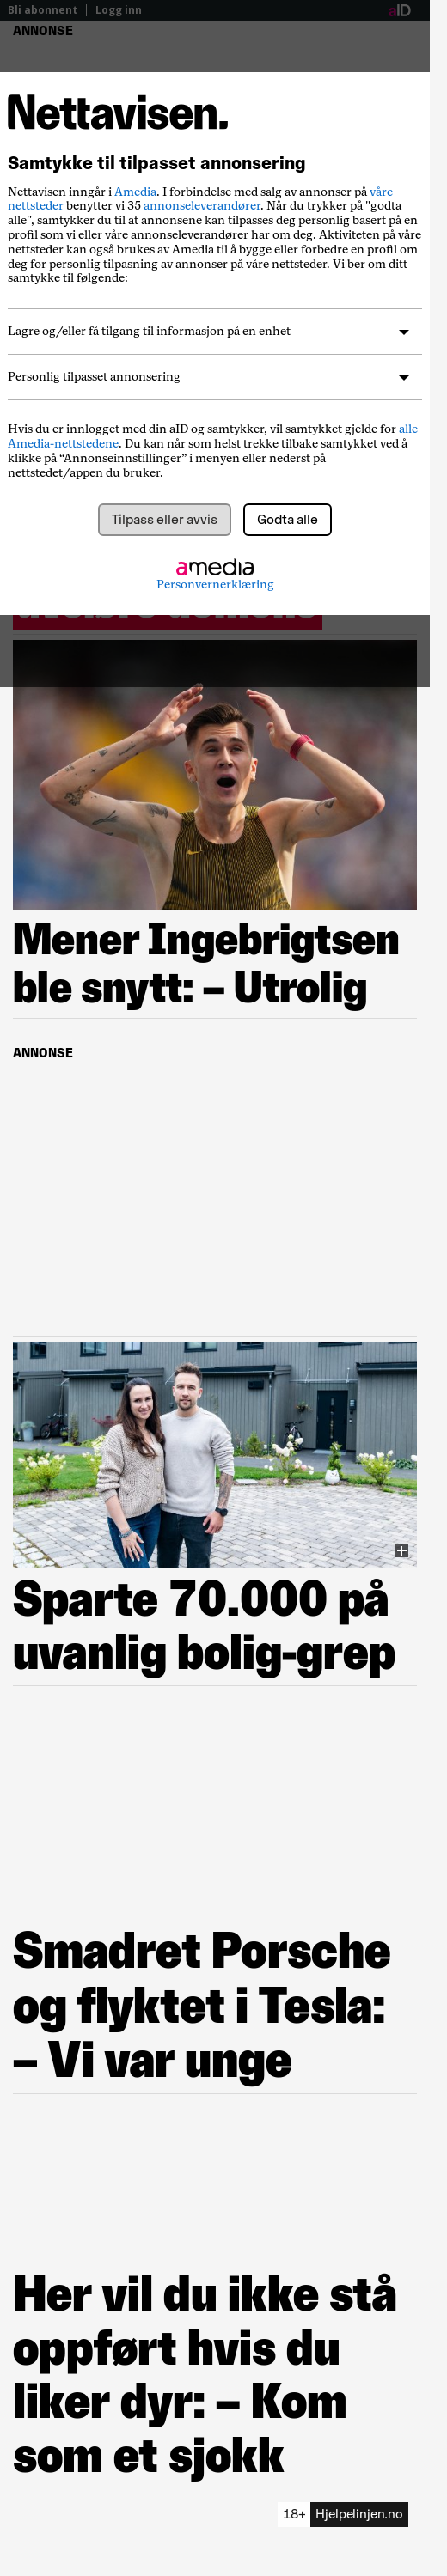 Bli abonnent | Logg inn
aID
ANNONSE
Nettavisen.
Samtykke til tilpasset annonsering
Nettavisen inngår i Amedia. I forbindelse med salg av annonser på våre
nettsteder benytter vi 35 annonseleverandører. Når du trykker på "godta
alle", samtykker du til at annonsene kan tilpasses deg personlig basert på en
profil som vi eller våre annonseleverandører har om deg. Aktiviteten på våre
nettsteder kan også brukes av Amedia til å bygge eller forbedre en profil om
deg for personlig tilpasning av annonser på våre nettsteder. Vi ber om ditt
samtykke til følgende:
Lagre og/eller få tilgang til informasjon på en enhet
Personlig tilpasset annonsering
Hvis du er innlogget med din aID og samtykker, vil samtykket gjelde for alle
Amedia-nettstedene. Du kan når som helst trekke tilbake samtykket ved å
klikke på “Annonseinnstillinger” i menyen eller nederst på
nettstedet/appen du bruker.
Tilpass eller avvis
Godta alle
amedia
Personvernerklæring
Mener Ingebrigtsen
ble snytt: – Utrolig
ANNONSE
Sparte 70.000 på
uvanlig bolig-grep
Smadret Porsche
og flyktet i Tesla:
– Vi var unge
Her vil du ikke stå
oppført hvis du
liker dyr: – Kom
som et sjokk
18+ Hjelpelinjen.no